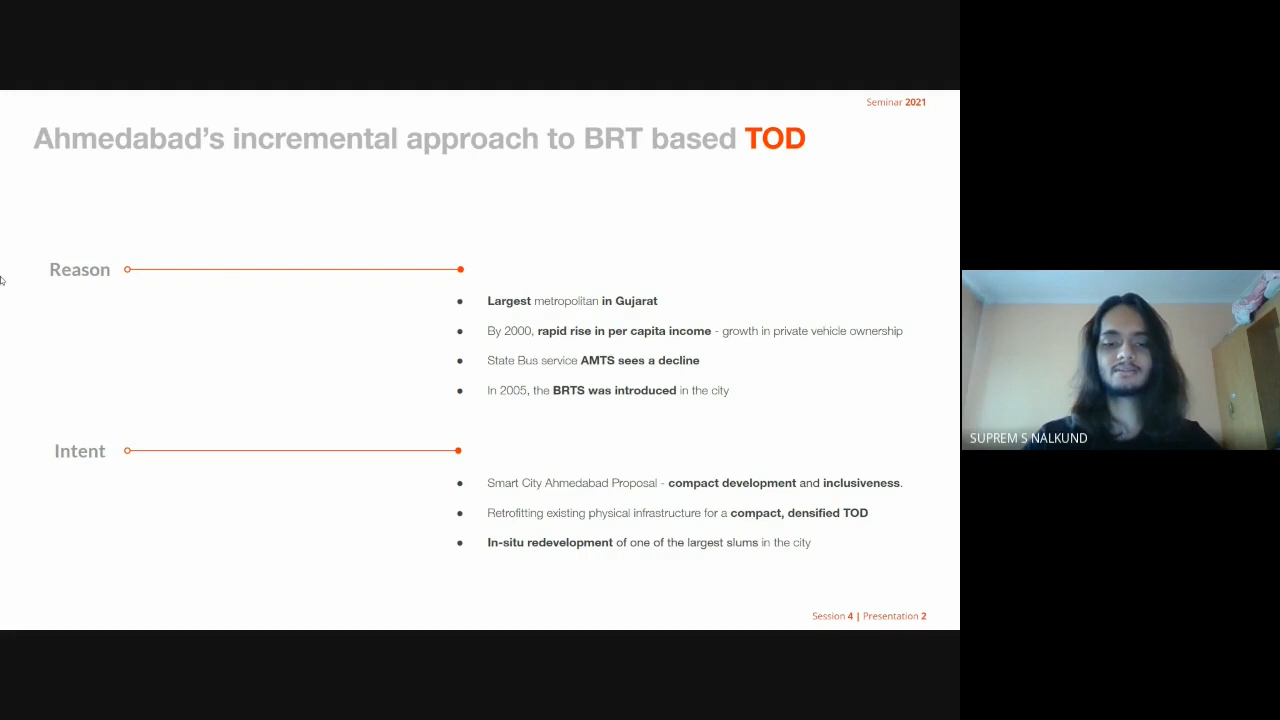 Seminar 2021
Ahmedabad's incremental approach to BRT based TOD
Reason
● Largest metropolitan in Gujarat
● By 2000, rapid rise in per capita income - growth in private vehicle ownership
● State Bus service AMTS sees a decline
● In 2005, the BRTS was introduced in the city
Intent
● Smart City Ahmedabad Proposal - compact development and inclusiveness.
● Retrofitting existing physical infrastructure for a compact, densified TOD
● In-situ redevelopment of one of the largest slums in the city
Session 4 | Presentation 2
SUPREM S NALKUND